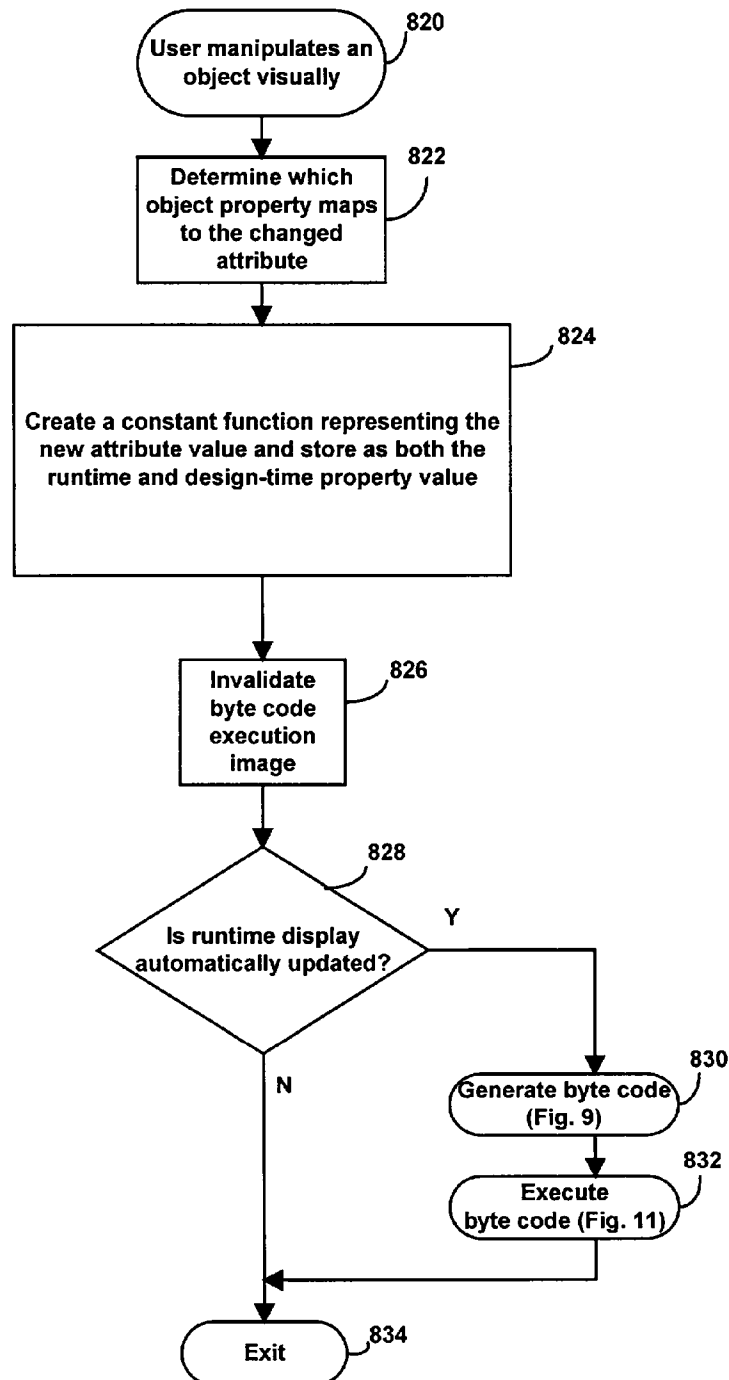 820
User manipulates an
object visually
822
Determine which
object property maps
to the changed
attribute
824
Create a constant function representing the
new attribute value and store as both the
runtime and design-time property value
826
Invalidate
byte code
execution
image
828
Is runtime display
automatically updated?
Y
N
830
Generate byte code
(Fig. 9)
832
Execute
byte code (Fig. 11)
Exit
834